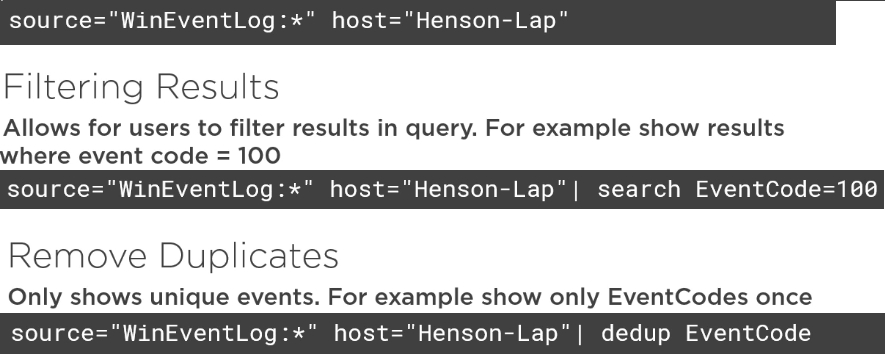 source="WinEventLog:*" host="Henson-Lap"
Filtering Results
Allows for users to filter results in query. For example show results
where event code = 100
source="WinEventLog:*" host="Henson-Lap"| search EventCode=100
Remove Duplicates
Only shows unique events. For example show only EventCodes once
source="WinEventLog:*" host="Henson-Lap"| dedup EventCode